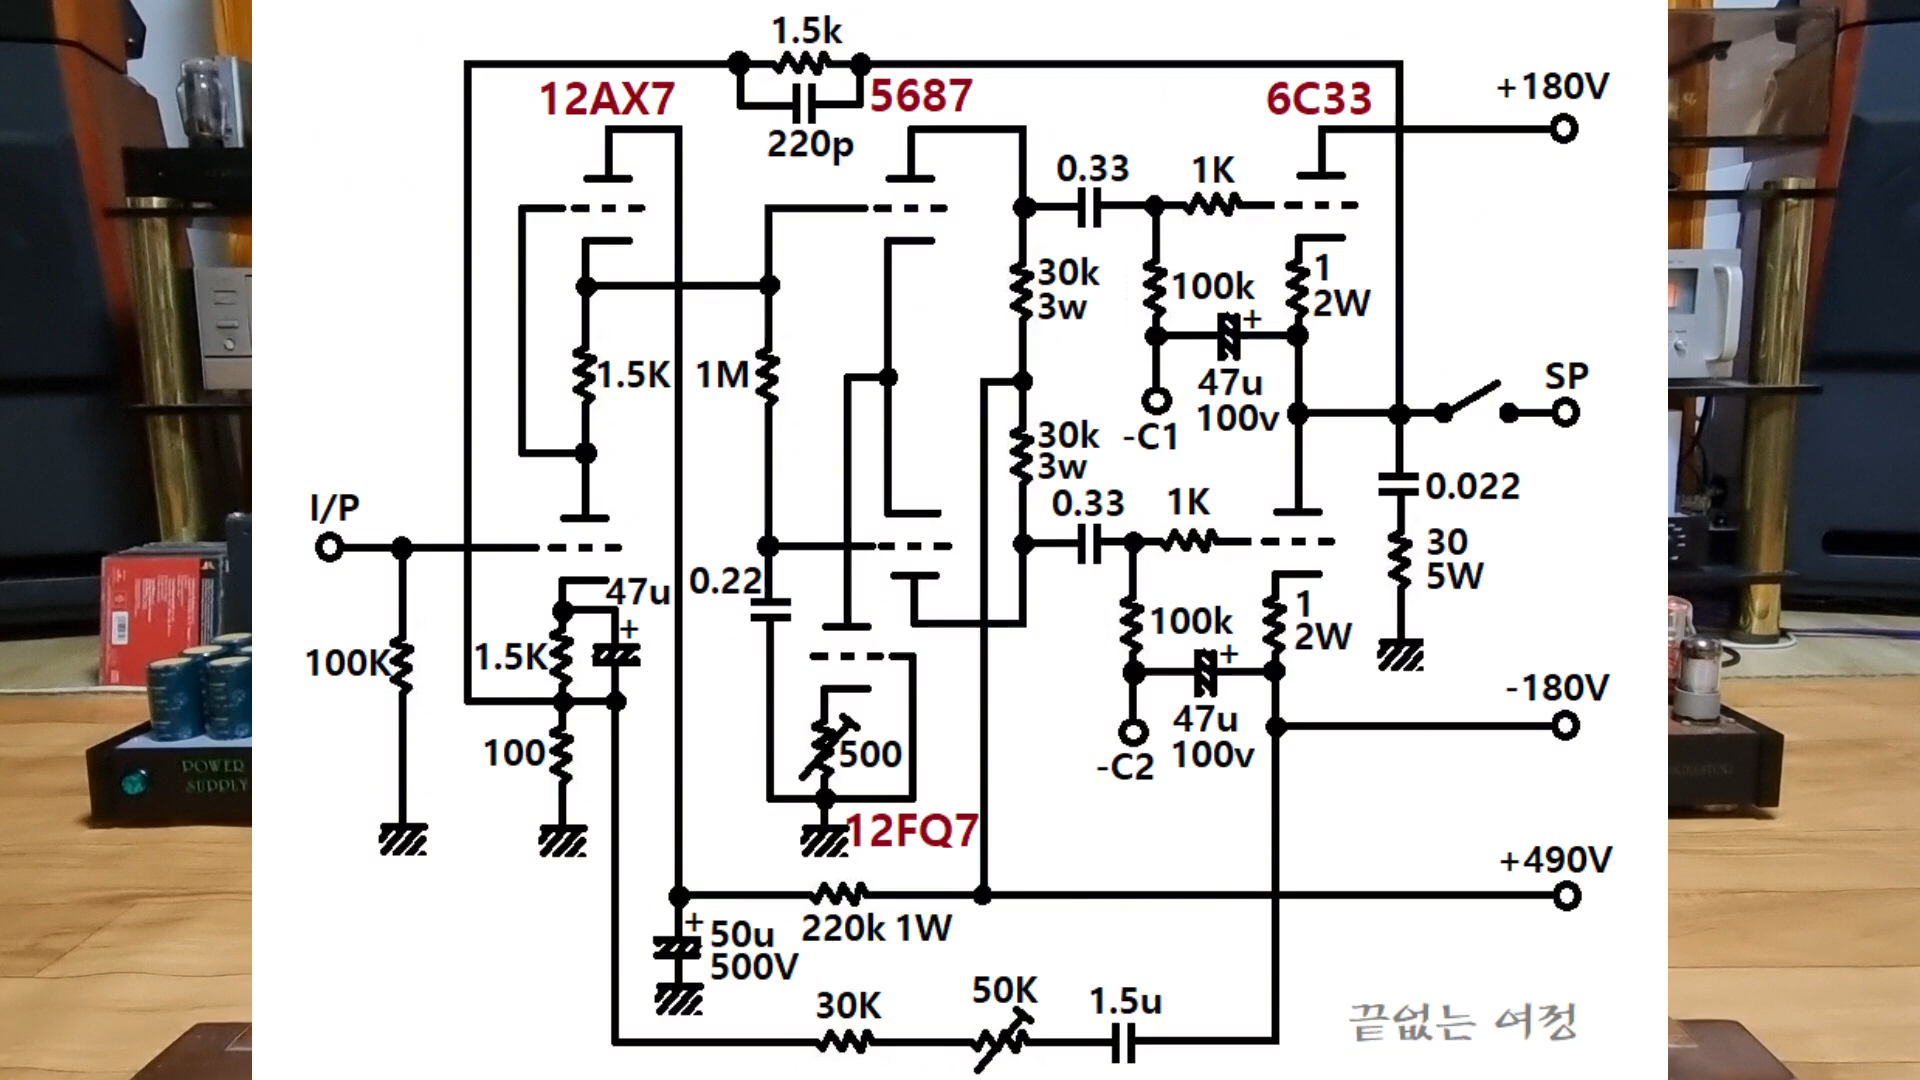 1.5k
12AX7
5687
6C33
+180V
220p
0.33
1K
30k
3w
100k
1
2W
+
47u
100v
-C1
SP
1.5K
1M
30k
3w
0.33
1K
0.022
30
5W
I/P
47u
+
0.22
100K
1.5K
100k
1
2W
+
47u
100v
-C2
-180V
100
500
12FQ7
POWER
SUPPLY
+490V
220k 1W
+
50u
500V
30K
50K
1.5u
끝없는 여정